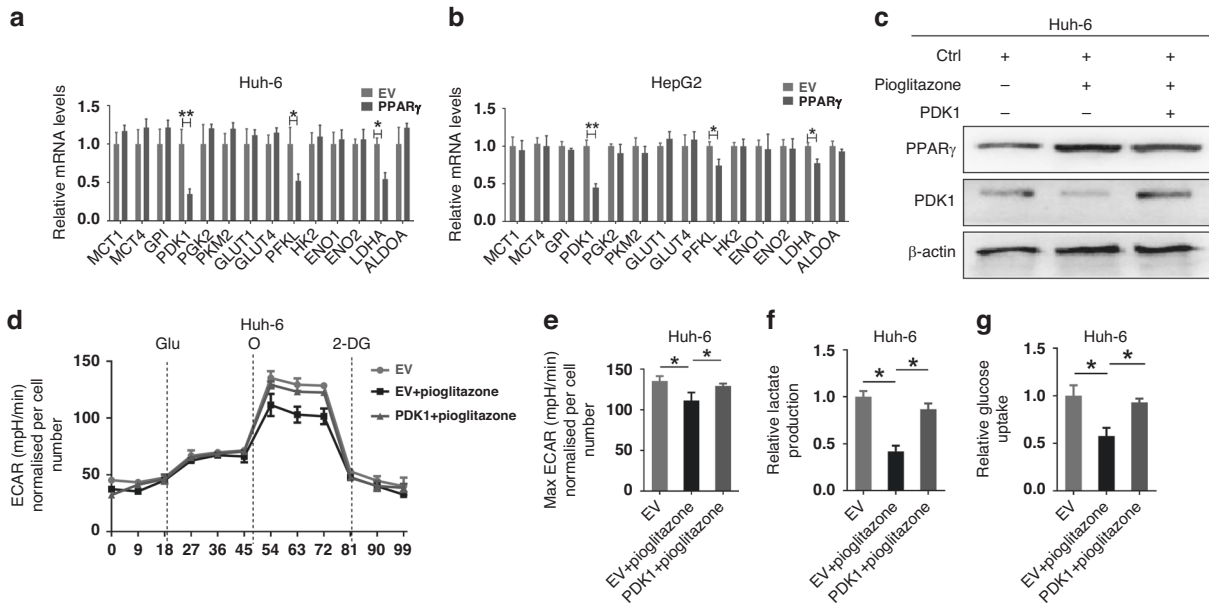 a
Huh-6
EV
PPARγ
Relative mRNA levels
1.5
1.0
0.5
0.0
** * *
MCT1 MCT4 GPI PDK1 PGK2 PKM2 GLUT1 GLUT4 PFKL HK2 ENO1 ENO2 LDHA ALDOA
b
HepG2
EV
PPARγ
Relative mRNA levels
1.5
1.0
0.5
0.0
** * *
MCT1 MCT4 GPI PDK1 PGK2 PKM2 GLUT1 GLUT4 PFKL HK2 ENO1 ENO2 LDHA ALDOA
c
Huh-6
Ctrl + + +
Pioglitazone – + +
PDK1 – – +
PPARγ
PDK1
β-actin
d
Huh-6
Glu O 2-DG
EV
EV+pioglitazone
PDK1+pioglitazone
ECAR (mpH/min)
normalised per cell
number
150
100
50
0
0 9 18 27 36 45 54 63 72 81 90 99
e
Huh-6
* *
Max ECAR (mpH/min)
normalised per cell
number
150
100
50
0
EV
EV+pioglitazone
PDK1+pioglitazone
f
Huh-6
* *
Relative lactate
production
1.5
1.0
0.5
0.0
EV
EV+pioglitazone
PDK1+pioglitazone
g
Huh-6
* *
Relative glucose
uptake
1.5
1.0
0.5
0.0
EV
EV+pioglitazone
PDK1+pioglitazone